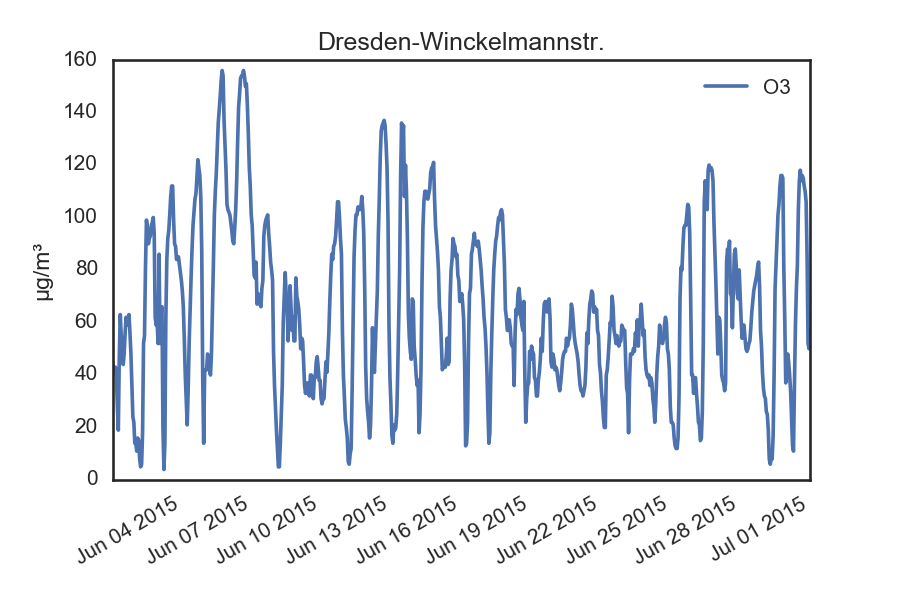 Dresden-Winckelmannstr.
O3
µg/m³
160
140
120
100
80
60
40
20
0
Jun 04 2015
Jun 07 2015
Jun 10 2015
Jun 13 2015
Jun 16 2015
Jun 19 2015
Jun 22 2015
Jun 25 2015
Jun 28 2015
Jul 01 2015